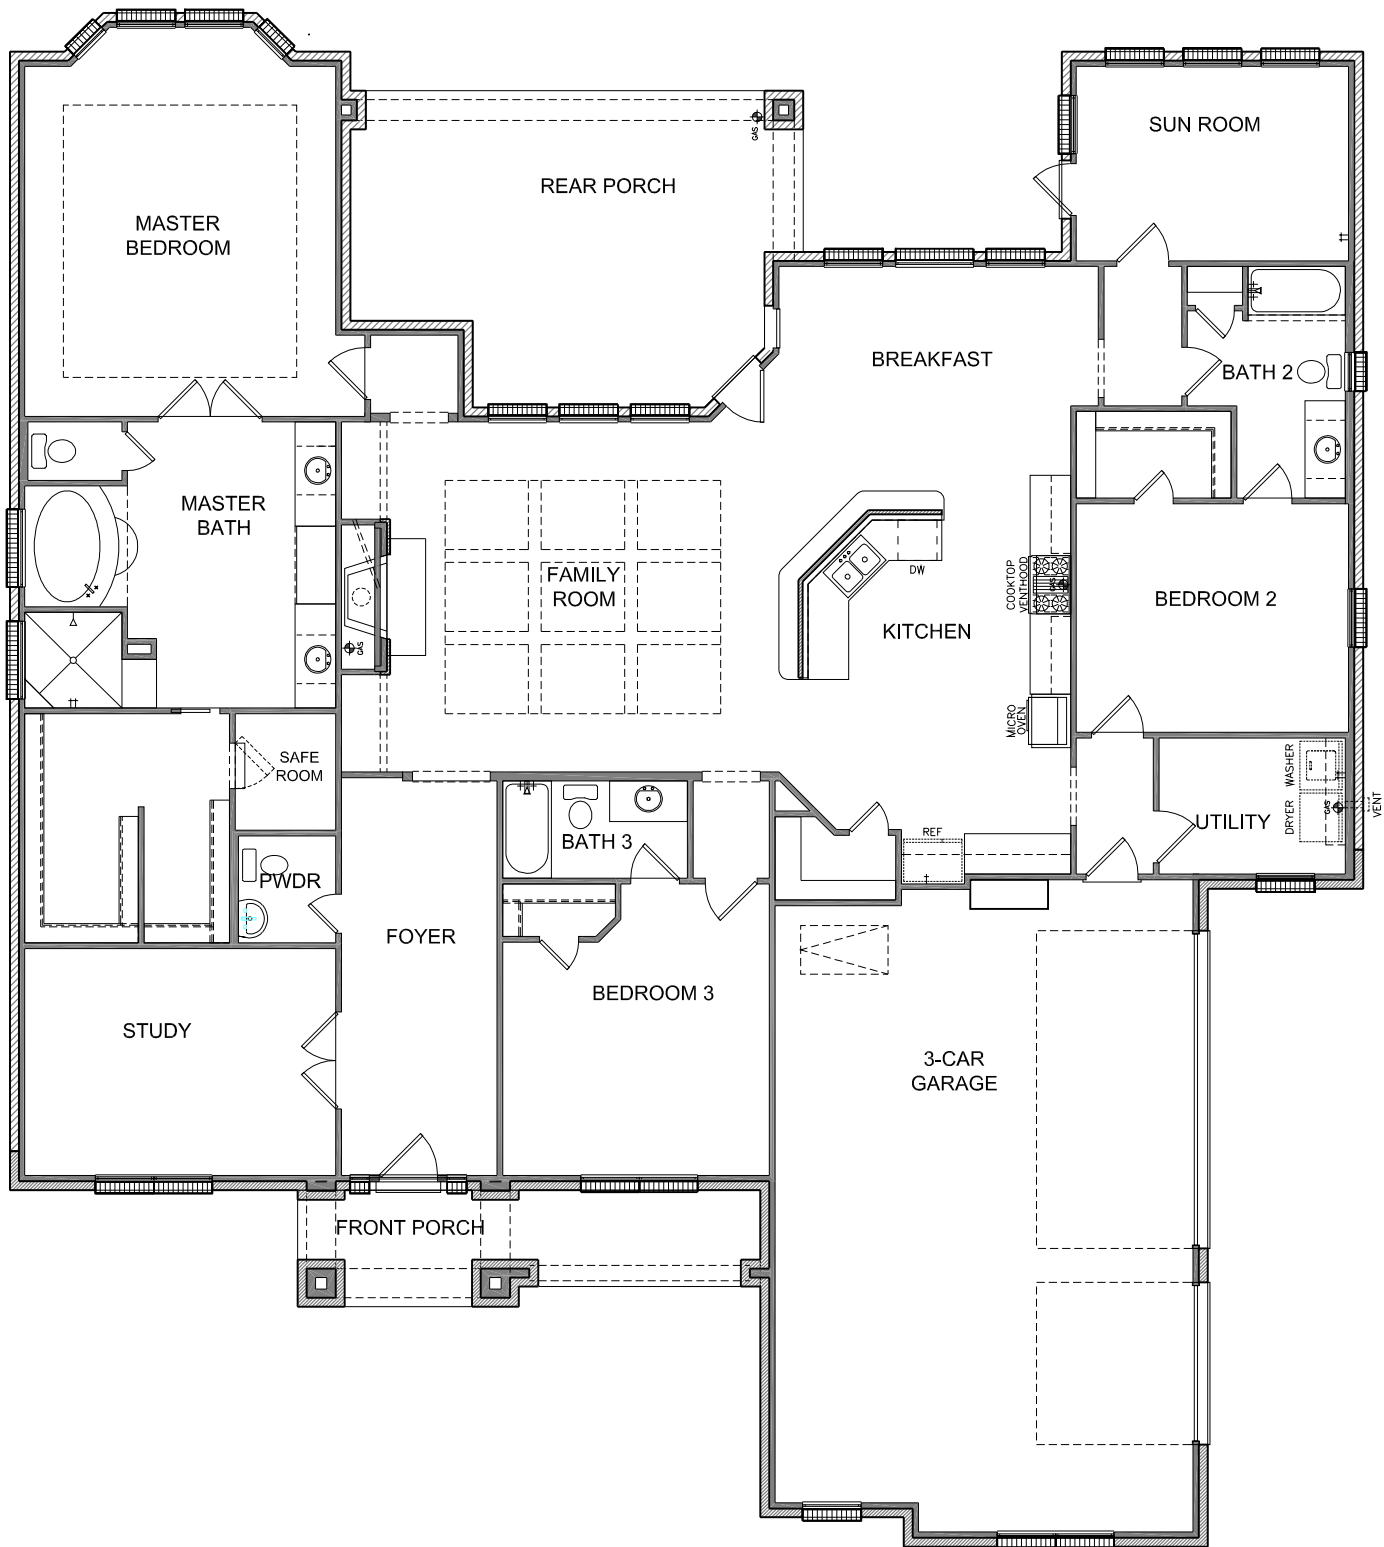 SUN ROOM
GAS
REAR PORCH
MASTER
BEDROOM
BREAKFAST
BATH 2
MASTER
BATH
FAMILY
ROOM
DW
COOKTOP
VENTHOOD
GAS
BEDROOM 2
KITCHEN
GAS
MICRO
OVEN
SAFE
ROOM
WASHER
DRYER
GAS
VENT
UTILITY
REF
BATH 3
PWDR
FOYER
BEDROOM 3
STUDY
3-CAR
GARAGE
FRONT PORCH